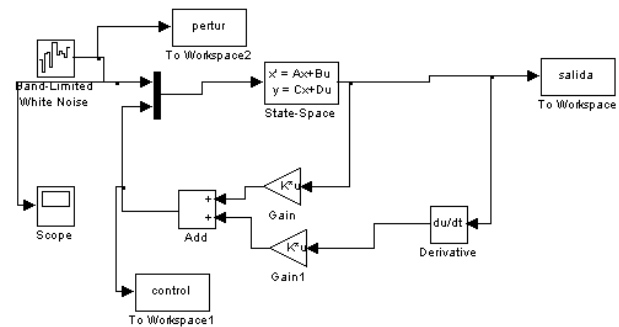 pertur
To Workspace2
Band-Limited
White Noise
x' = Ax+Bu
y = Cx+Du
State-Space
salida
To Workspace
K*u
Gain
+
+
Add
Scope
K*u
Gain1
du/dt
Derivative
control
To Workspace1